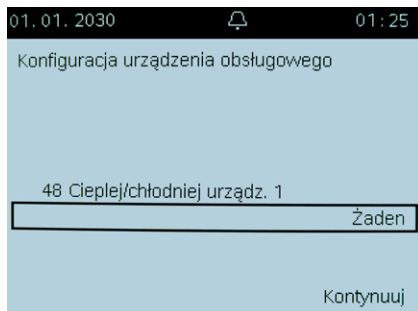 01.01.2030 01:25
Konfiguracja urządzenia obsługowego
48 Cieplej/chłodniej urządz. 1
Żaden
Kontynuuj